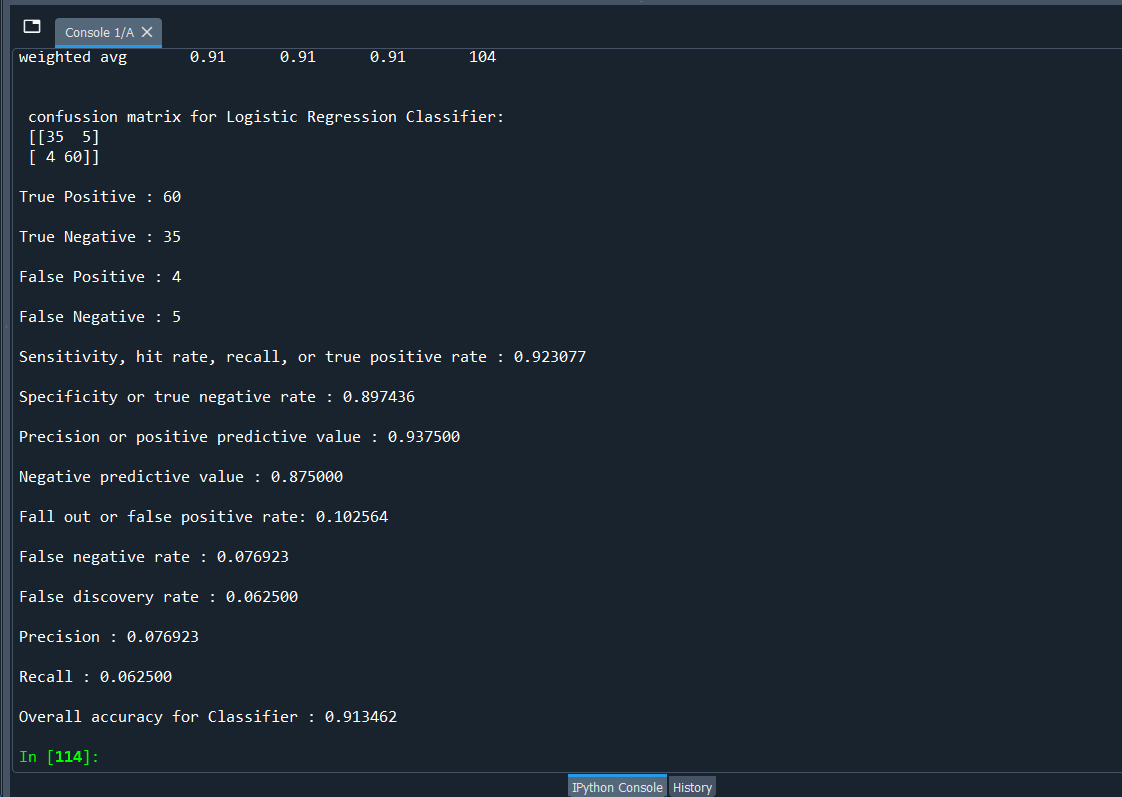 Console 1/A
weighted avg 0.91 0.91 0.91 104
confussion matrix for Logistic Regression Classifier:
[[35 5]
[ 4 60]]
True Positive : 60
True Negative : 35
False Positive : 4
False Negative : 5
Sensitivity, hit rate, recall, or true positive rate : 0.923077
Specificity or true negative rate : 0.897436
Precision or positive predictive value : 0.937500
Negative predictive value : 0.875000
Fall out or false positive rate: 0.102564
False negative rate : 0.076923
False discovery rate : 0.062500
Precision : 0.076923
Recall : 0.062500
Overall accuracy for Classifier : 0.913462
In [114]:
IPython Console History